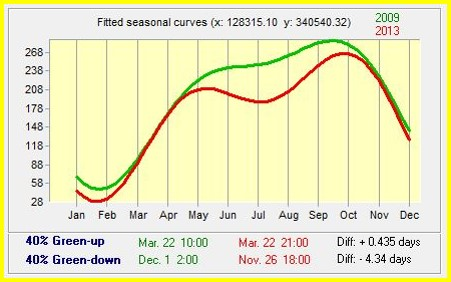 Fitted seasonal curves (x: 128315.10 y: 340540.32)
2009
2013
268
238
208
178
148
118
88
58
28
Jan Feb Mar Apr May Jun Jul Aug Sep Oct Nov Dec
40% Green-up Mar. 22 10:00 Mar. 22 21:00 Diff: + 0.435 days
40% Green-down Dec. 1 2:00 Nov. 26 18:00 Diff: - 4.34 days